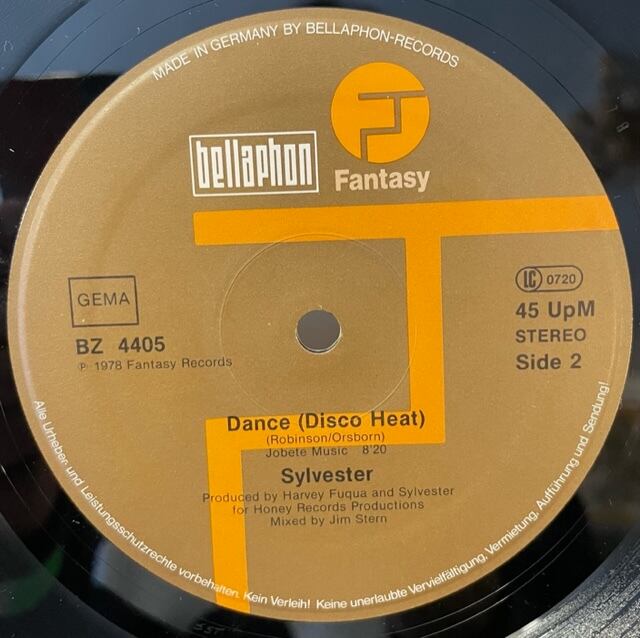 MADE IN GERMANY BY BELLAPHON-RECORDS
bellaphon
Fantasy
GEMA
BZ 4405
℗ 1978 Fantasy Records
LC 0720
45 UpM
STEREO
Side 2
Dance (Disco Heat)
(Robinson/Orsborn)
Jobete Music 8'20
Sylvester
Produced by Harvey Fuqua and Sylvester
for Honey Records Productions
Mixed by Jim Stern
Alle Urheber- und Leistungsschutzrechte vorbehalten. Kein Verleih! Keine unerlaubte Vervielfältigung, Vermietung, Aufführung und Sendung!